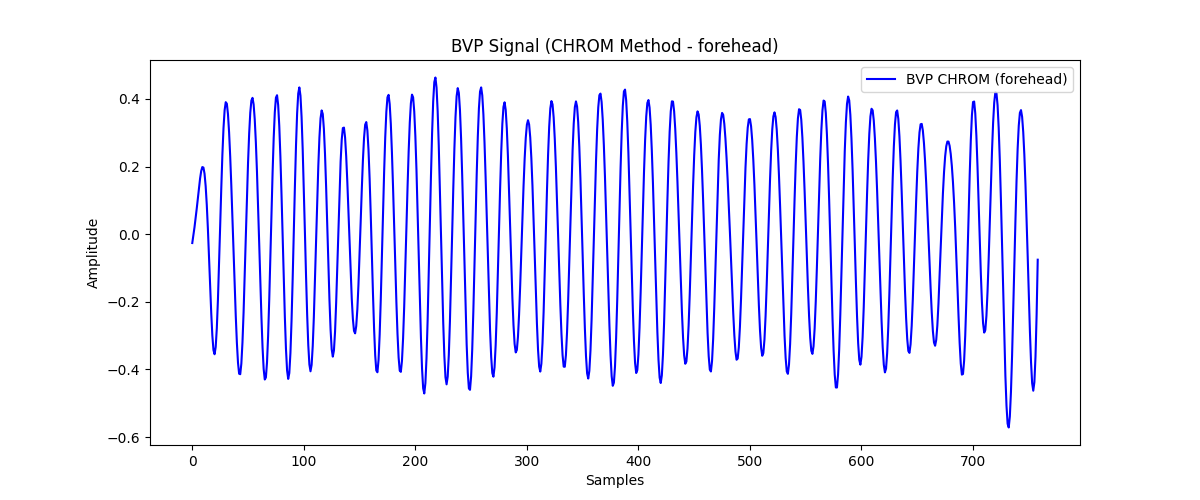 BVP Signal (CHROM Method - forehead)
BVP CHROM (forehead)
Amplitude
0.4
0.2
0.0
−0.2
−0.4
−0.6
0 100 200 300 400 500 600 700
Samples